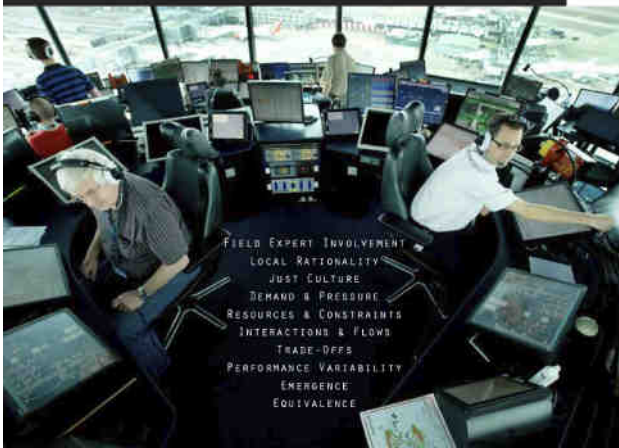 FIELD EXPERT INVOLVEMENT
LOCAL RATIONALITY
JUST CULTURE
DEMAND & PRESSURE
RESOURCES & CONSTRAINTS
INTERACTIONS & FLOWS
TRADE-OFFS
PERFORMANCE VARIABILITY
EMERGENCE
EQUIVALENCE